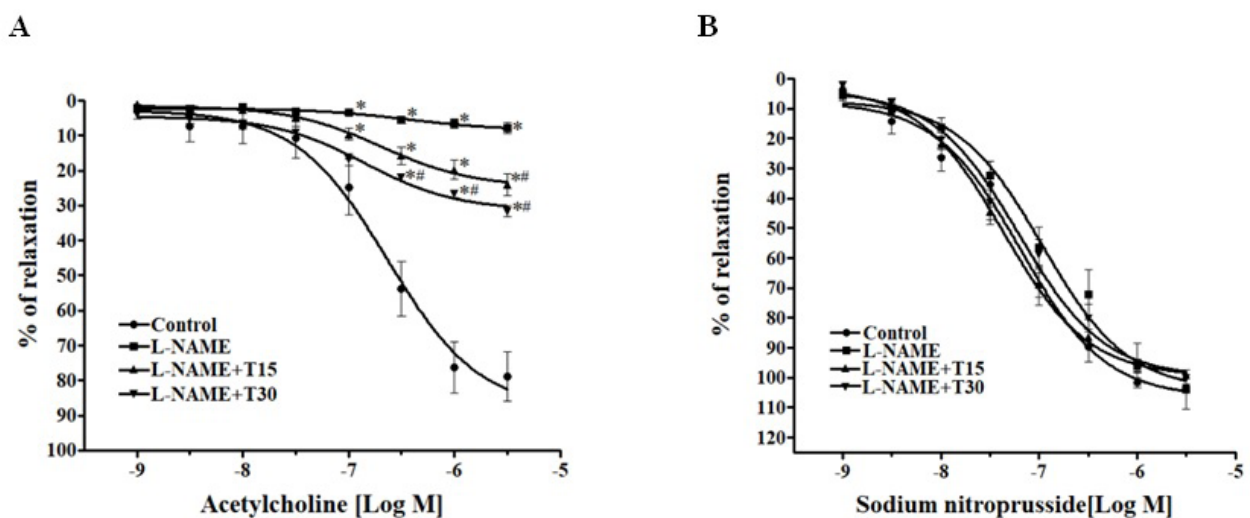 A
0
10
20
30
40
50
60
70
80
90
100
% of relaxation
* * * *
* * * *#
*# *# *#
Control
L-NAME
L-NAME+T15
L-NAME+T30
-9 -8 -7 -6 -5
Acetylcholine [Log M]
B
0
10
20
30
40
50
60
70
80
90
100
110
120
% of relaxation
Control
L-NAME
L-NAME+T15
L-NAME+T30
-9 -8 -7 -6 -5
Sodium nitroprusside[Log M]